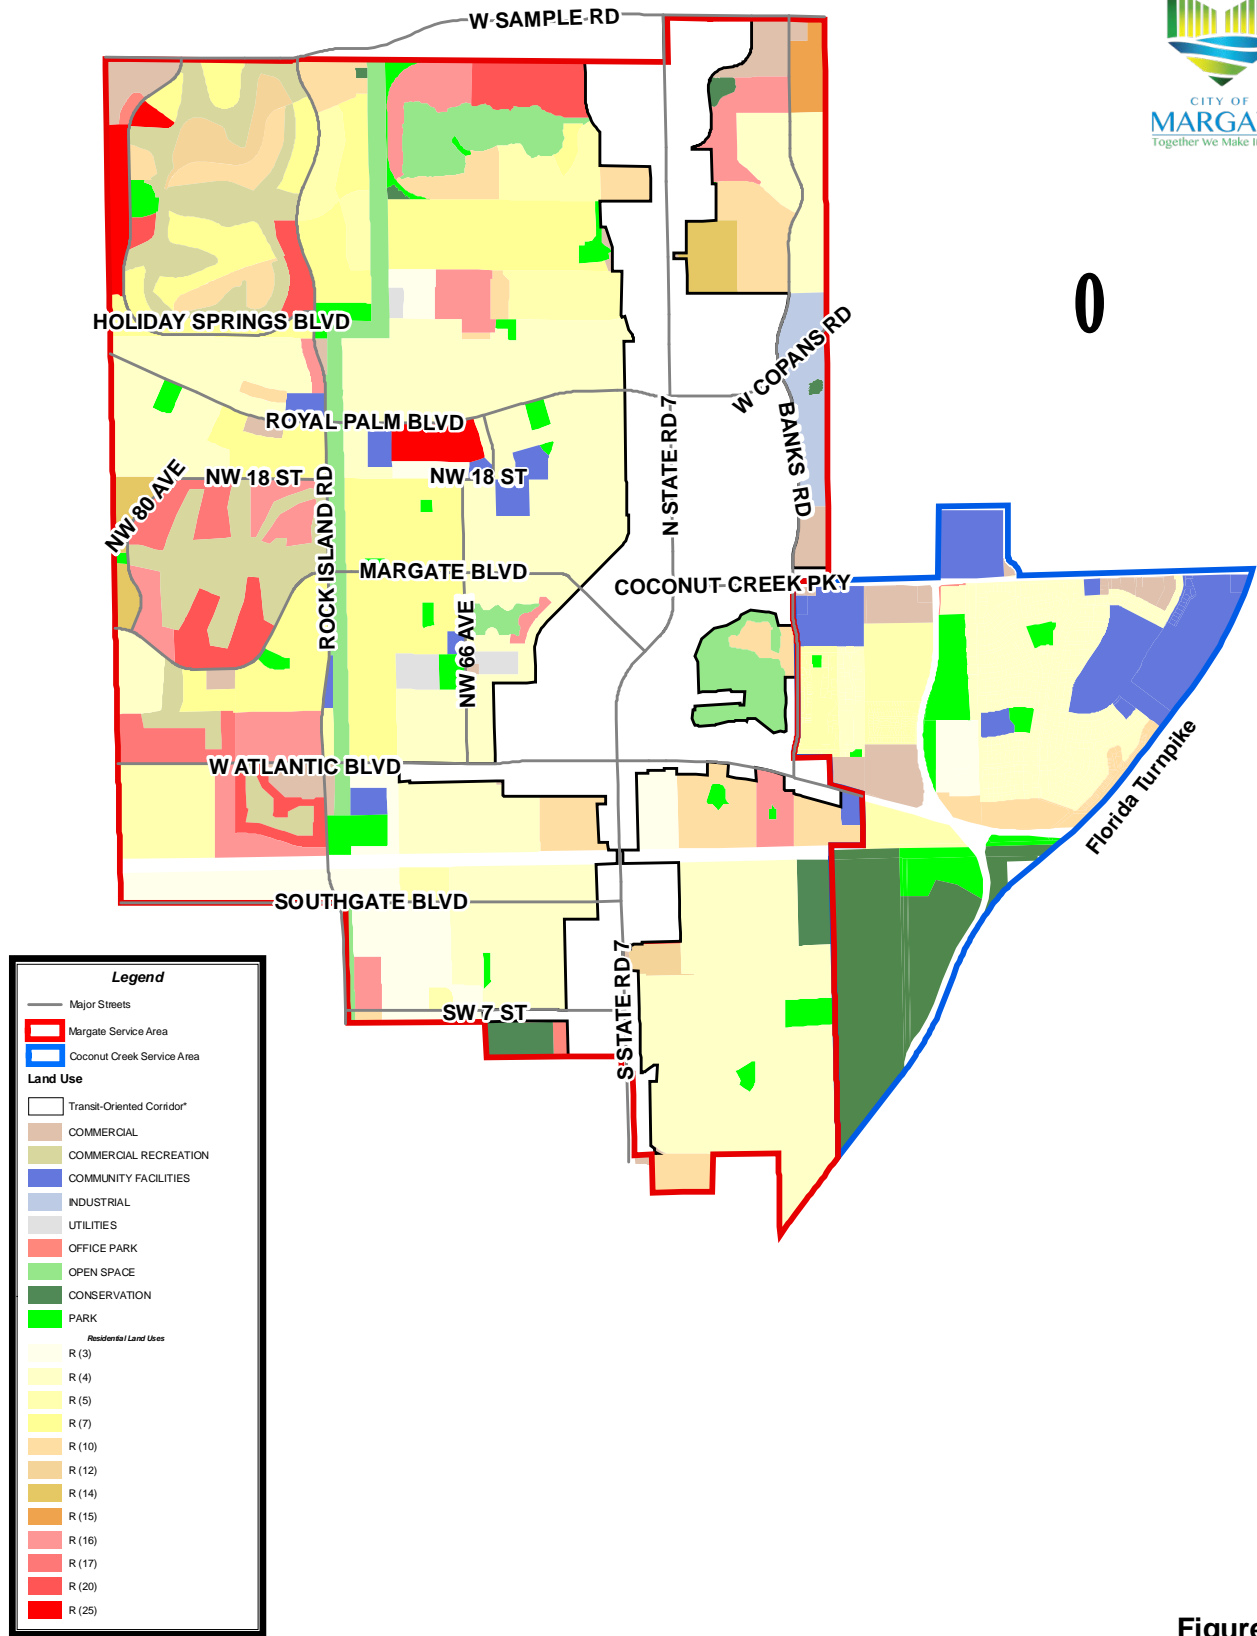 W SAMPLE RD
CITY OF
MARGA
Together We Make It
0
HOLIDAY SPRINGS BLVD
W COPANS RD
ROYAL PALM BLVD
N STATE RD 7
BANKS RD
NW 80 AVE
NW 18 ST
NW 18 ST
ROCK ISLAND RD
MARGATE BLVD
COCONUT CREEK PKY
NW 66 AVE
W ATLANTIC BLVD
Florida Turnpike
SOUTHGATE BLVD
S STATE RD 7
SW 7 ST
Legend
Major Streets
Margate Service Area
Coconut Creek Service Area
Land Use
Transit-Oriented Corridor*
COMMERCIAL
COMMERCIAL RECREATION
COMMUNITY FACILITIES
INDUSTRIAL
UTILITIES
OFFICE PARK
OPEN SPACE
CONSERVATION
PARK
Residential Land Uses
R (3)
R (4)
R (5)
R (7)
R (10)
R (12)
R (14)
R (15)
R (16)
R (17)
R (20)
R (25)
Figure